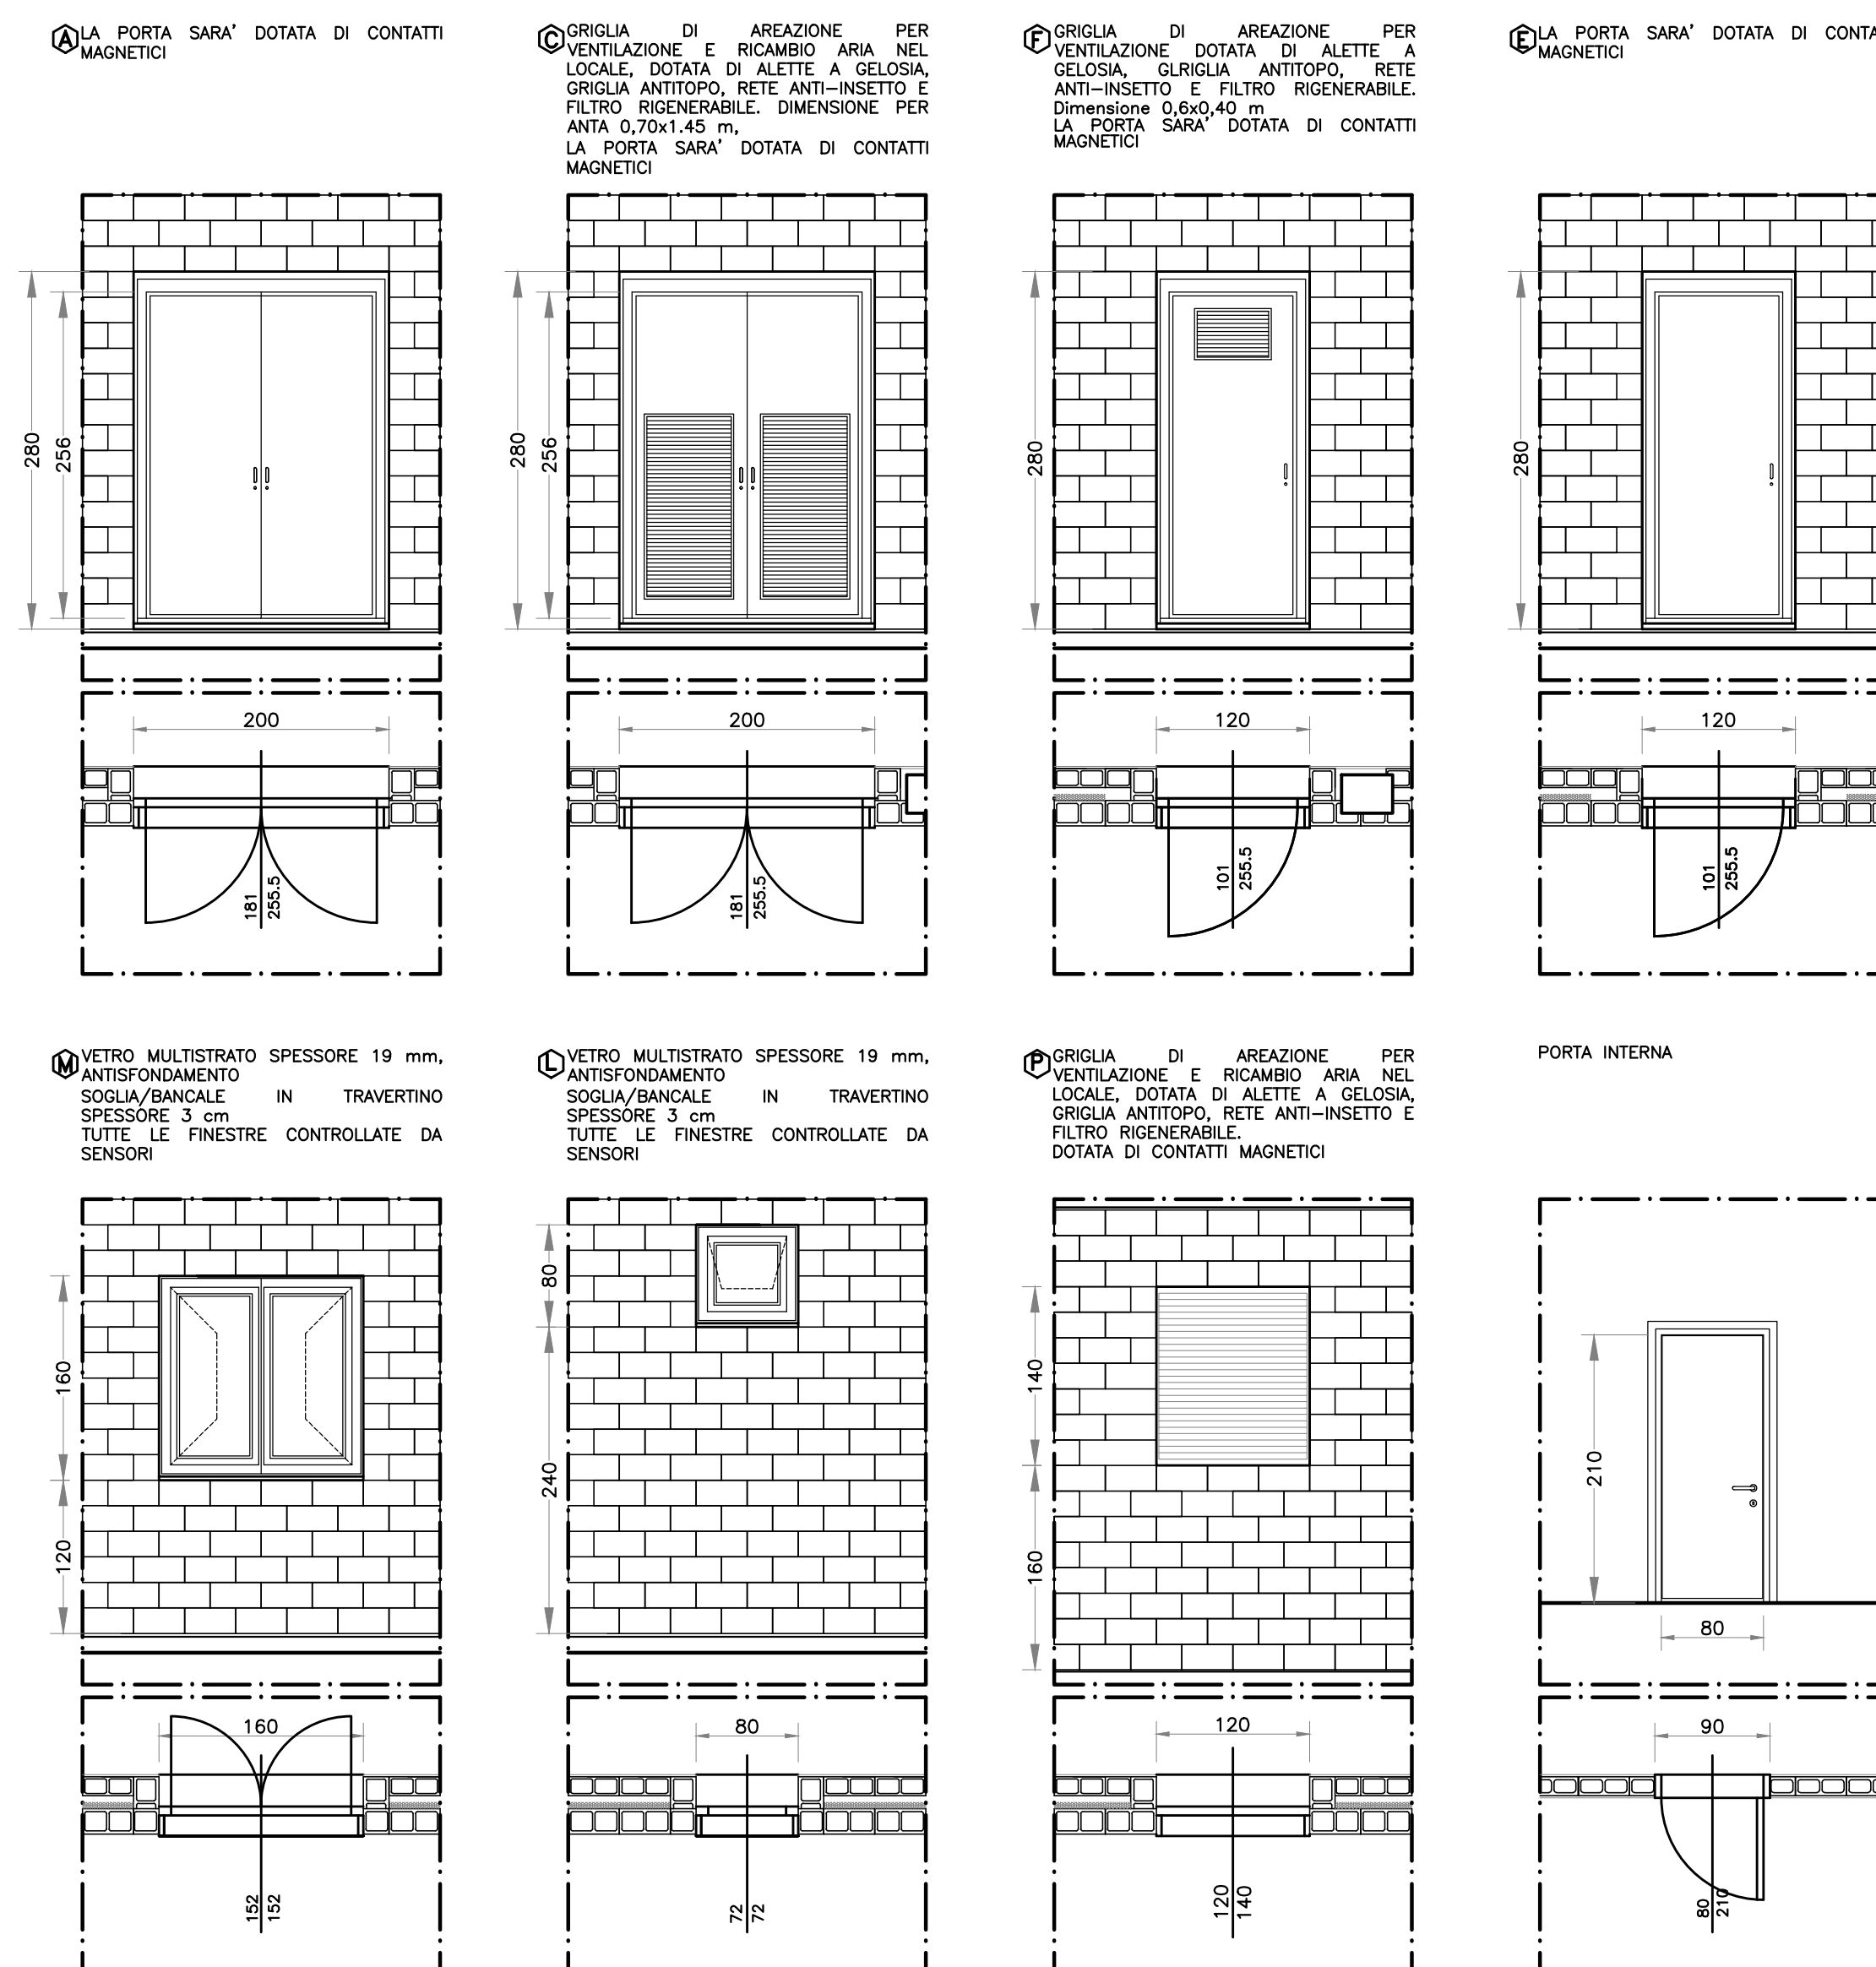 A LA PORTA SARA' DOTATA DI CONTATTI
MAGNETICI
C GRIGLIA DI AREAZIONE PER
VENTILAZIONE E RICAMBIO ARIA NEL
LOCALE, DOTATA DI ALETTE A GELOSIA,
GRIGLIA ANTITOPO, RETE ANTI-INSETTO E
FILTRO RIGENERABILE. DIMENSIONE PER
ANTA 0,70x1.45 m,
LA PORTA SARA' DOTATA DI CONTATTI
MAGNETICI
F GRIGLIA DI AREAZIONE PER
VENTILAZIONE DOTATA DI ALETTE A
GELOSIA, GLRIGLIA ANTITOPO, RETE
ANTI-INSETTO E FILTRO RIGENERABILE.
Dimensione 0,6x0,40 m
LA PORTA SARA' DOTATA DI CONTATTI
MAGNETICI
E LA PORTA SARA' DOTATA DI CONTA
MAGNETICI
280
256
280
256
280
280
200
200
120
120
181
255.5
181
255.5
101
255.5
101
255.5
M VETRO MULTISTRATO SPESSORE 19 mm,
ANTISFONDAMENTO
SOGLIA/BANCALE IN TRAVERTINO
SPESSORE 3 cm
TUTTE LE FINESTRE CONTROLLATE DA
SENSORI
L VETRO MULTISTRATO SPESSORE 19 mm,
ANTISFONDAMENTO
SOGLIA/BANCALE IN TRAVERTINO
SPESSORE 3 cm
TUTTE LE FINESTRE CONTROLLATE DA
SENSORI
P GRIGLIA DI AREAZIONE PER
VENTILAZIONE E RICAMBIO ARIA NEL
LOCALE, DOTATA DI ALETTE A GELOSIA,
GRIGLIA ANTITOPO, RETE ANTI-INSETTO E
FILTRO RIGENERABILE.
DOTATA DI CONTATTI MAGNETICI
PORTA INTERNA
160
120
80
240
140
160
210
80
160
80
120
90
152
152
72
72
120
140
80
210